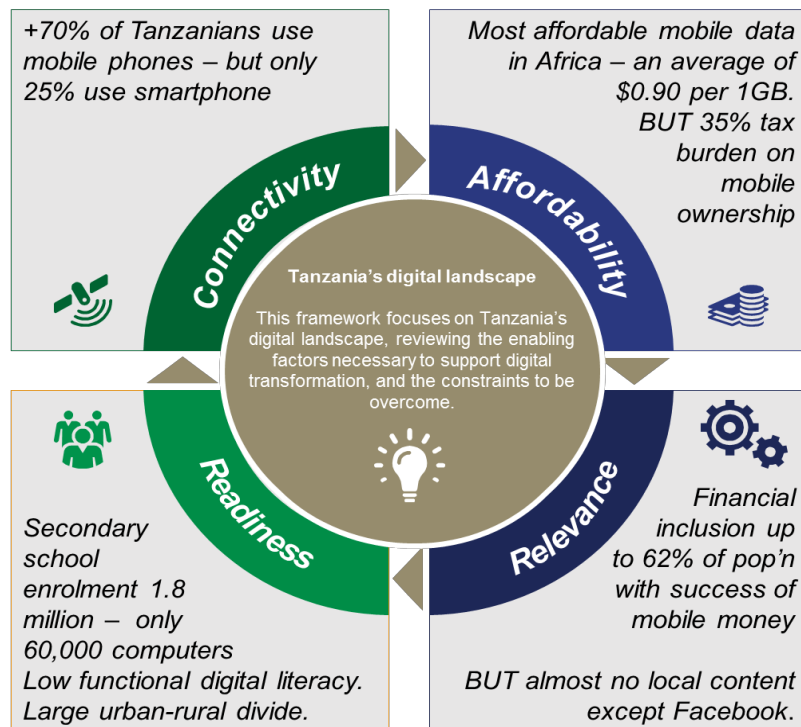 +70% of Tanzanians use
mobile phones – but only
25% use smartphone
Connectivity
Most affordable mobile data
in Africa – an average of
$0.90 per 1GB.
BUT 35% tax
burden on
mobile
ownership
Affordability
Tanzania's digital landscape
This framework focuses on Tanzania's
digital landscape, reviewing the enabling
factors necessary to support digital
transformation, and the constraints to be
overcome.
Readiness
Secondary
school
enrolment 1.8
million – only
60,000 computers
Low functional digital literacy.
Large urban-rural divide.
Relevance
Financial
inclusion up
to 62% of pop'n
with success of
mobile money
BUT almost no local content
except Facebook.